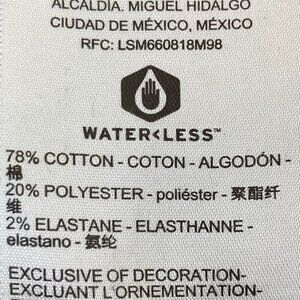 ALCALDÍA. MIGUEL HIDALGO
CIUDAD DE MÉXICO, MÉXICO
RFC: LSM660818M98
WATER<LESS™
78% COTTON - COTON - ALGODÓN -
棉
20% POLYESTER - poliéster - 聚酯纤
维
2% ELASTANE - ELASTHANNE -
elastano - 氨纶
EXCLUSIVE OF DECORATION-
EXCLUANT L'ORNEMENTATION-